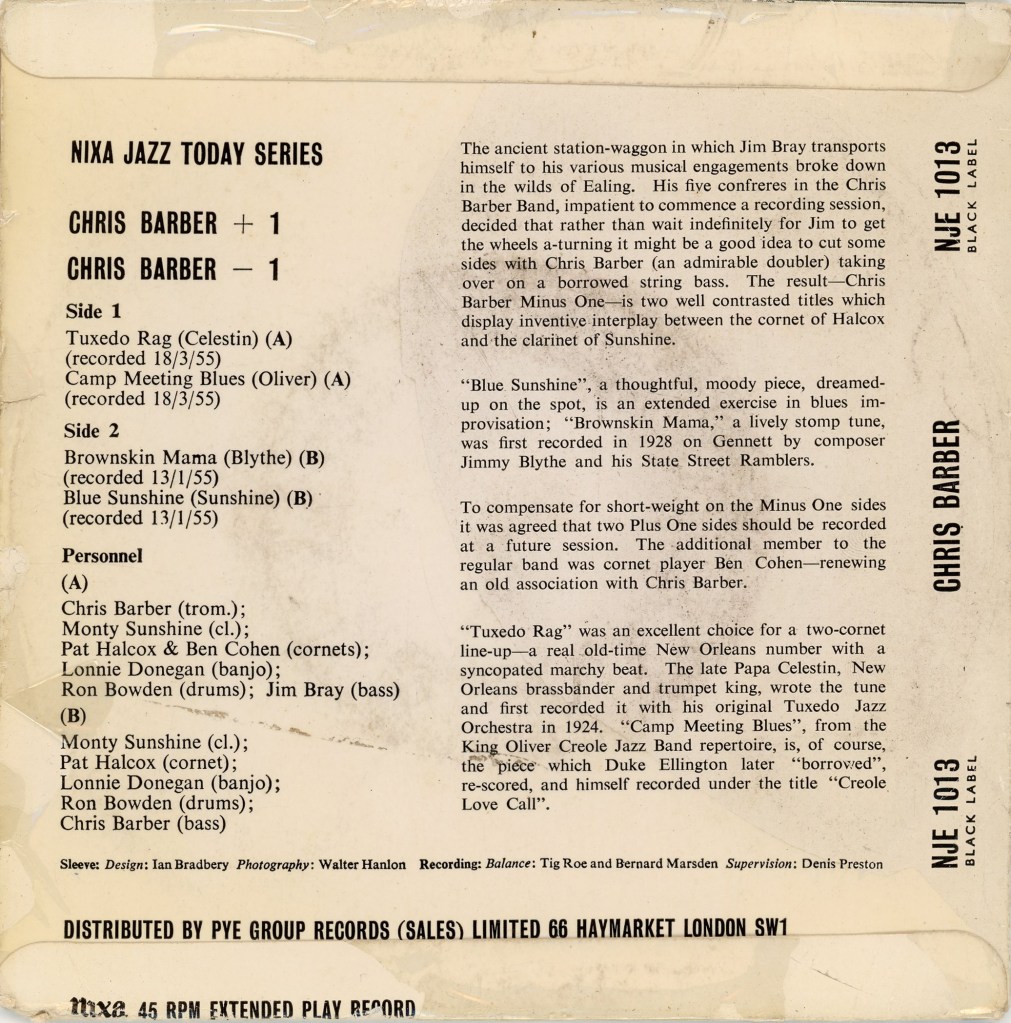 NIXA JAZZ TODAY SERIES
CHRIS BARBER + 1
CHRIS BARBER − 1
Side 1
Tuxedo Rag (Celestin) (A)
(recorded 18/3/55)
Camp Meeting Blues (Oliver) (A)
(recorded 18/3/55)
Side 2
Brownskin Mama (Blythe) (B)
(recorded 13/1/55)
Blue Sunshine (Sunshine) (B)
(recorded 13/1/55)
Personnel
(A)
Chris Barber (trom.);
Monty Sunshine (cl.);
Pat Halcox & Ben Cohen (cornets);
Lonnie Donegan (banjo);
Ron Bowden (drums); Jim Bray (bass)
(B)
Monty Sunshine (cl.);
Pat Halcox (cornet);
Lonnie Donegan (banjo);
Ron Bowden (drums);
Chris Barber (bass)
The ancient station-waggon in which Jim Bray transports
himself to his various musical engagements broke down
in the wilds of Ealing. His five confreres in the Chris
Barber Band, impatient to commence a recording session,
decided that rather than wait indefinitely for Jim to get
the wheels a-turning it might be a good idea to cut some
sides with Chris Barber (an admirable doubler) taking
over on a borrowed string bass. The result—Chris
Barber Minus One—is two well contrasted titles which
display inventive interplay between the cornet of Halcox
and the clarinet of Sunshine.
"Blue Sunshine", a thoughtful, moody piece, dreamed-
up on the spot, is an extended exercise in blues im-
provisation; "Brownskin Mama," a lively stomp tune,
was first recorded in 1928 on Gennett by composer
Jimmy Blythe and his State Street Ramblers.
To compensate for short-weight on the Minus One sides
it was agreed that two Plus One sides should be recorded
at a future session. The additional member to the
regular band was cornet player Ben Cohen—renewing
an old association with Chris Barber.
"Tuxedo Rag" was an excellent choice for a two-cornet
line-up—a real old-time New Orleans number with a
syncopated marchy beat. The late Papa Celestin, New
Orleans brassbander and trumpet king, wrote the tune
and first recorded it with his original Tuxedo Jazz
Orchestra in 1924. "Camp Meeting Blues", from the
King Oliver Creole Jazz Band repertoire, is, of course,
the piece which Duke Ellington later "borrowed",
re-scored, and himself recorded under the title "Creole
Love Call".
NJE 1013
BLACK LABEL
CHRIS BARBER
NJE 1013
BLACK LABEL
Sleeve: Design: Ian Bradbery Photography: Walter Hanlon Recording: Balance: Tig Roe and Bernard Marsden Supervision: Denis Preston
DISTRIBUTED BY PYE GROUP RECORDS (SALES) LIMITED 66 HAYMARKET LONDON SW1
nixa 45 RPM EXTENDED PLAY RECORD